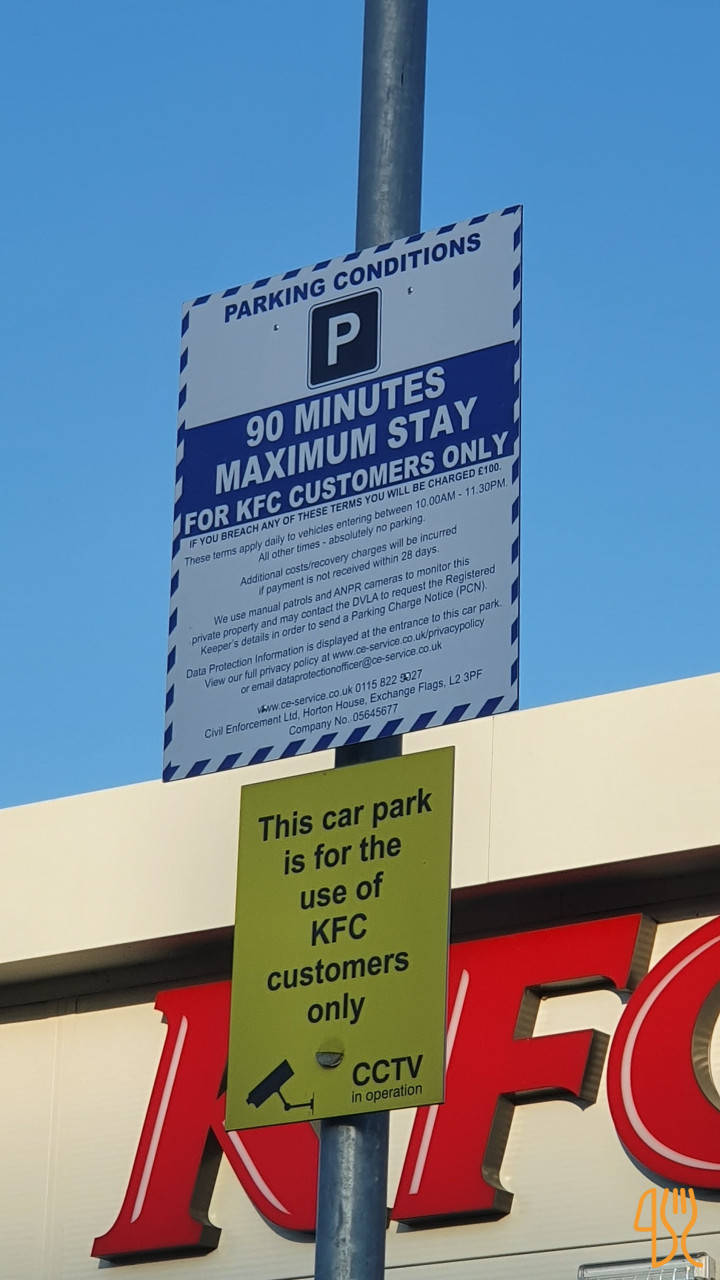 PARKING CONDITIONS
P
90 MINUTES
MAXIMUM STAY
FOR KFC CUSTOMERS ONLY
IF YOU BREACH ANY OF THESE TERMS YOU WILL BE CHARGED £100.
These terms apply daily to vehicles entering between 10.00AM - 11.30PM.
All other times - absolutely no parking.
Additional costs/recovery charges will be incurred
if payment is not received within 28 days.
We use manual patrols and ANPR cameras to monitor this
private property and may contact the DVLA to request the Registered
Keeper's details in order to send a Parking Charge Notice (PCN).
Data Protection Information is displayed at the entrance to this car park.
View our full privacy policy at www.ce-service.co.uk/privacypolicy
or email dataprotectionofficer@ce-service.co.uk
www.ce-service.co.uk 0115 822 5027
Civil Enforcement Ltd, Horton House, Exchange Flags, L2 3PF
Company No. 05645677
This car park
is for the
use of
KFC
customers
only
CCTV
in operation
KFC